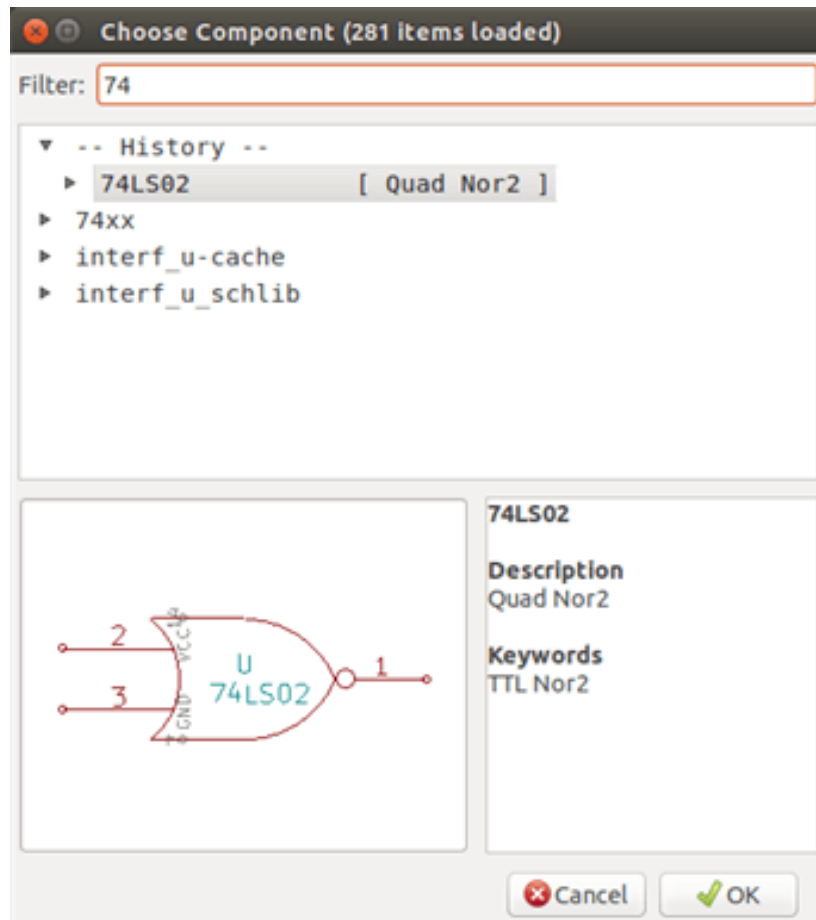 Choose Component (281 items loaded)
Filter: 74
-- History --
74LS02 [ Quad Nor2 ]
74xx
interf_u-cache
interf_u_schlib
74LS02
Description
Quad Nor2
Keywords
TTL Nor2
2
VCC
U
74LS02
1
3
GND
Cancel
OK